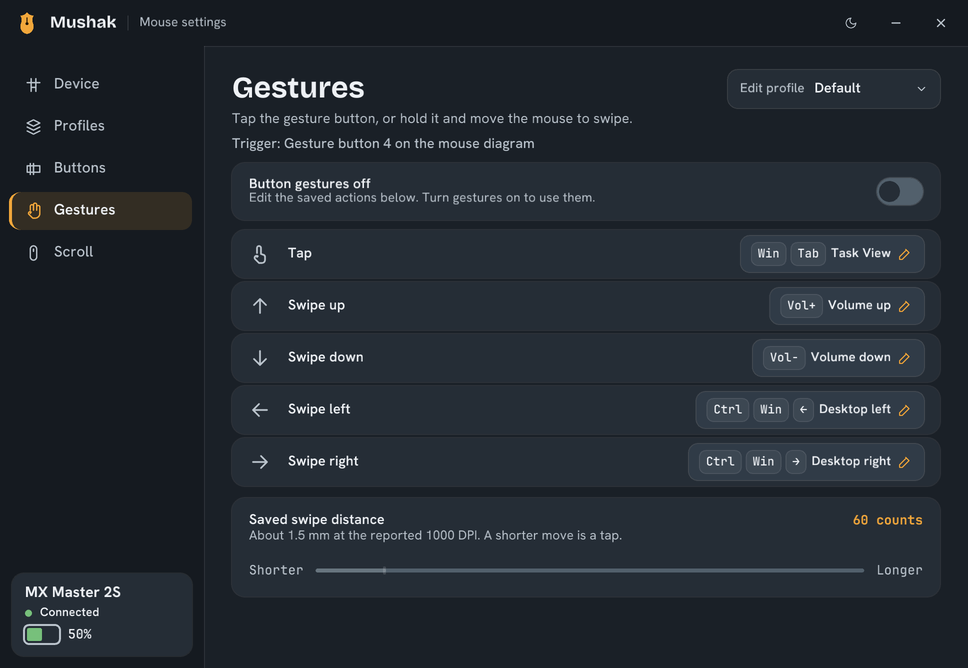 Mushak | Mouse settings
Device
Profiles
Buttons
Gestures
Scroll
MX Master 2S
Connected
50%
Gestures
Edit profile Default
Tap the gesture button, or hold it and move the mouse to swipe.
Trigger: Gesture button 4 on the mouse diagram
Button gestures off
Edit the saved actions below. Turn gestures on to use them.
Tap Win Tab Task View
Swipe up Vol+ Volume up
Swipe down Vol- Volume down
Swipe left Ctrl Win ← Desktop left
Swipe right Ctrl Win → Desktop right
Saved swipe distance 60 counts
About 1.5 mm at the reported 1000 DPI. A shorter move is a tap.
Shorter Longer